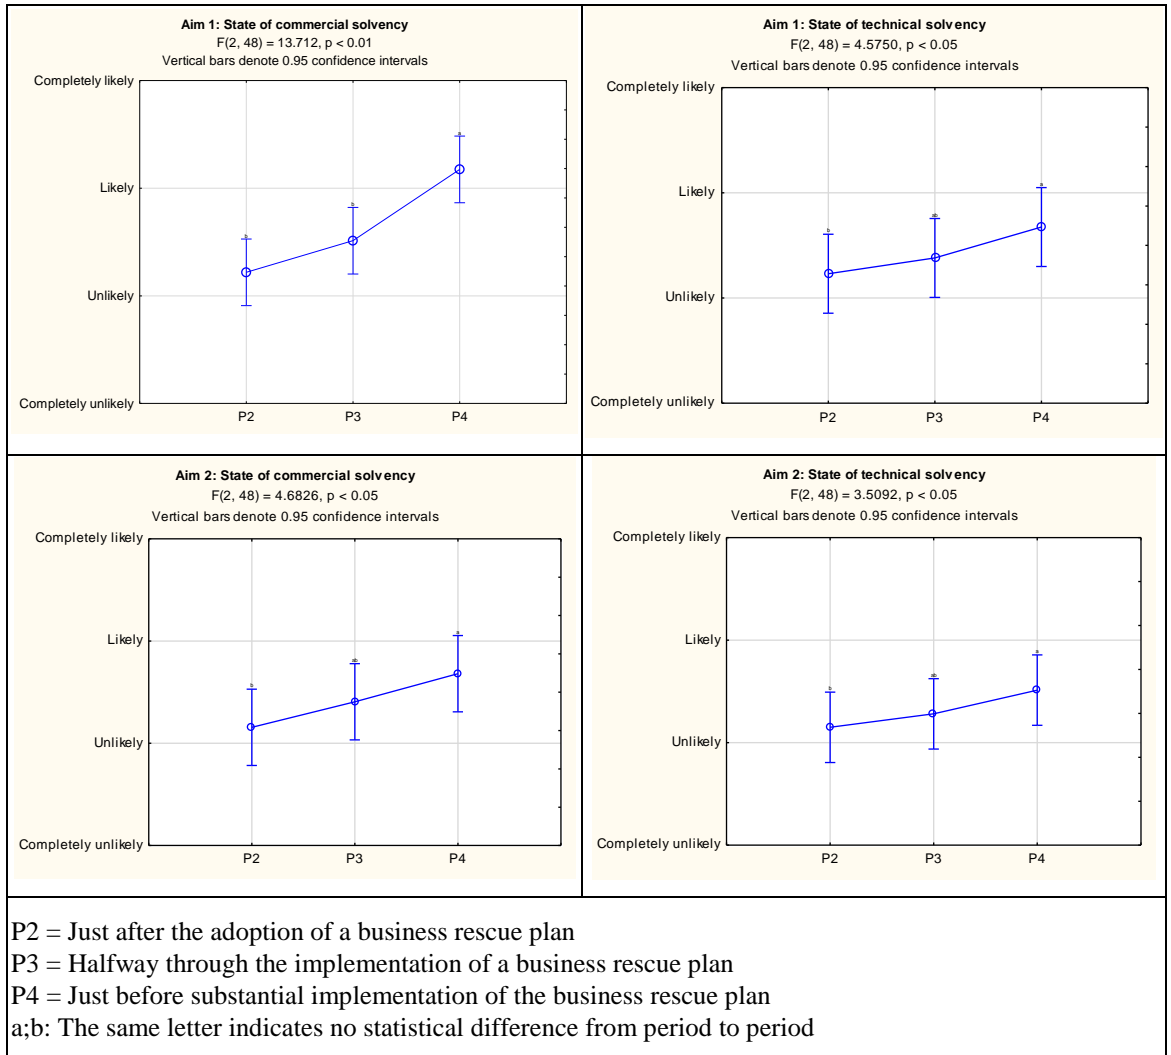 Aim 1: State of commercial solvency
F(2, 48) = 13.712, p < 0.01
Vertical bars denote 0.95 confidence intervals
Completely likely
Likely
Unlikely
Completely unlikely
b
b
a
P2 P3 P4
Aim 1: State of technical solvency
F(2, 48) = 4.5750, p < 0.05
Vertical bars denote 0.95 confidence intervals
Completely likely
Likely
Unlikely
Completely unlikely
b
ab
a
P2 P3 P4
Aim 2: State of commercial solvency
F(2, 48) = 4.6826, p < 0.05
Vertical bars denote 0.95 confidence intervals
Completely likely
Likely
Unlikely
Completely unlikely
b
ab
a
P2 P3 P4
Aim 2: State of technical solvency
F(2, 48) = 3.5092, p < 0.05
Vertical bars denote 0.95 confidence intervals
Completely likely
Likely
Unlikely
Completely unlikely
b
ab
a
P2 P3 P4
P2 = Just after the adoption of a business rescue plan
P3 = Halfway through the implementation of a business rescue plan
P4 = Just before substantial implementation of the business rescue plan
a;b: The same letter indicates no statistical difference from period to period